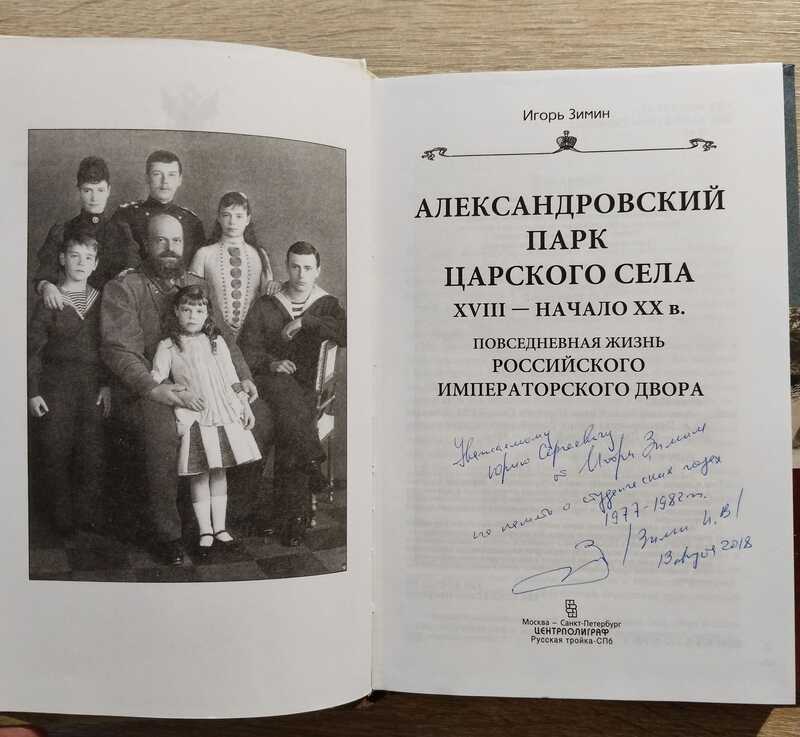 Игорь Зимин
АЛЕКСАНДРОВСКИЙ
ПАРК
ЦАРСКОГО СЕЛА
XVIII — НАЧАЛО XX в.
ПОВСЕДНЕВНАЯ ЖИЗНЬ
РОССИЙСКОГО
ИМПЕРАТОРСКОГО ДВОРА
Уважаемому
Юрию Сергеевичу
от Игоря Зимина
на память о студенческих годах
1977-1982 гг.
/Зимин И.В/
13 августа 2018
Москва – Санкт-Петербург
ЦЕНТРПОЛИГРАФ
Русская тройка-СПб